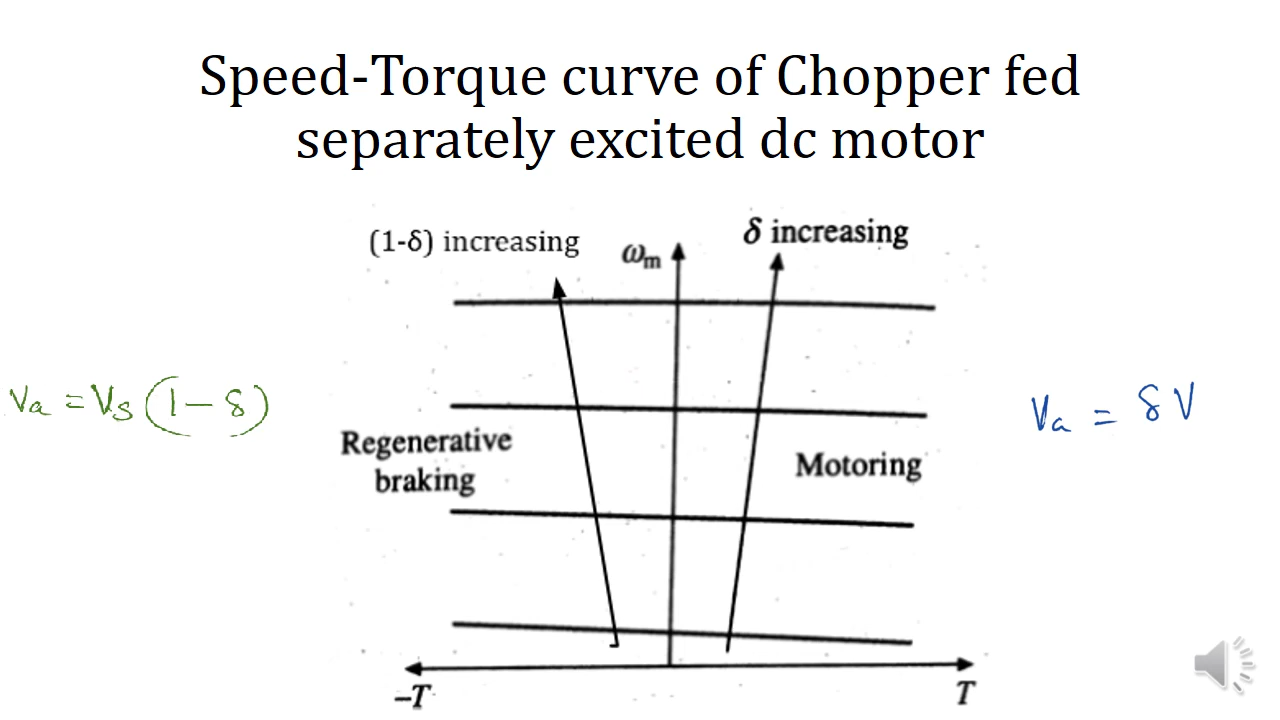 Speed-Torque curve of Chopper fed
separately excited dc motor
(1-δ) increasing
ωm
δ increasing
Va = Vs (1 – δ)
Va = δ V
Regenerative
braking
Motoring
–T
T